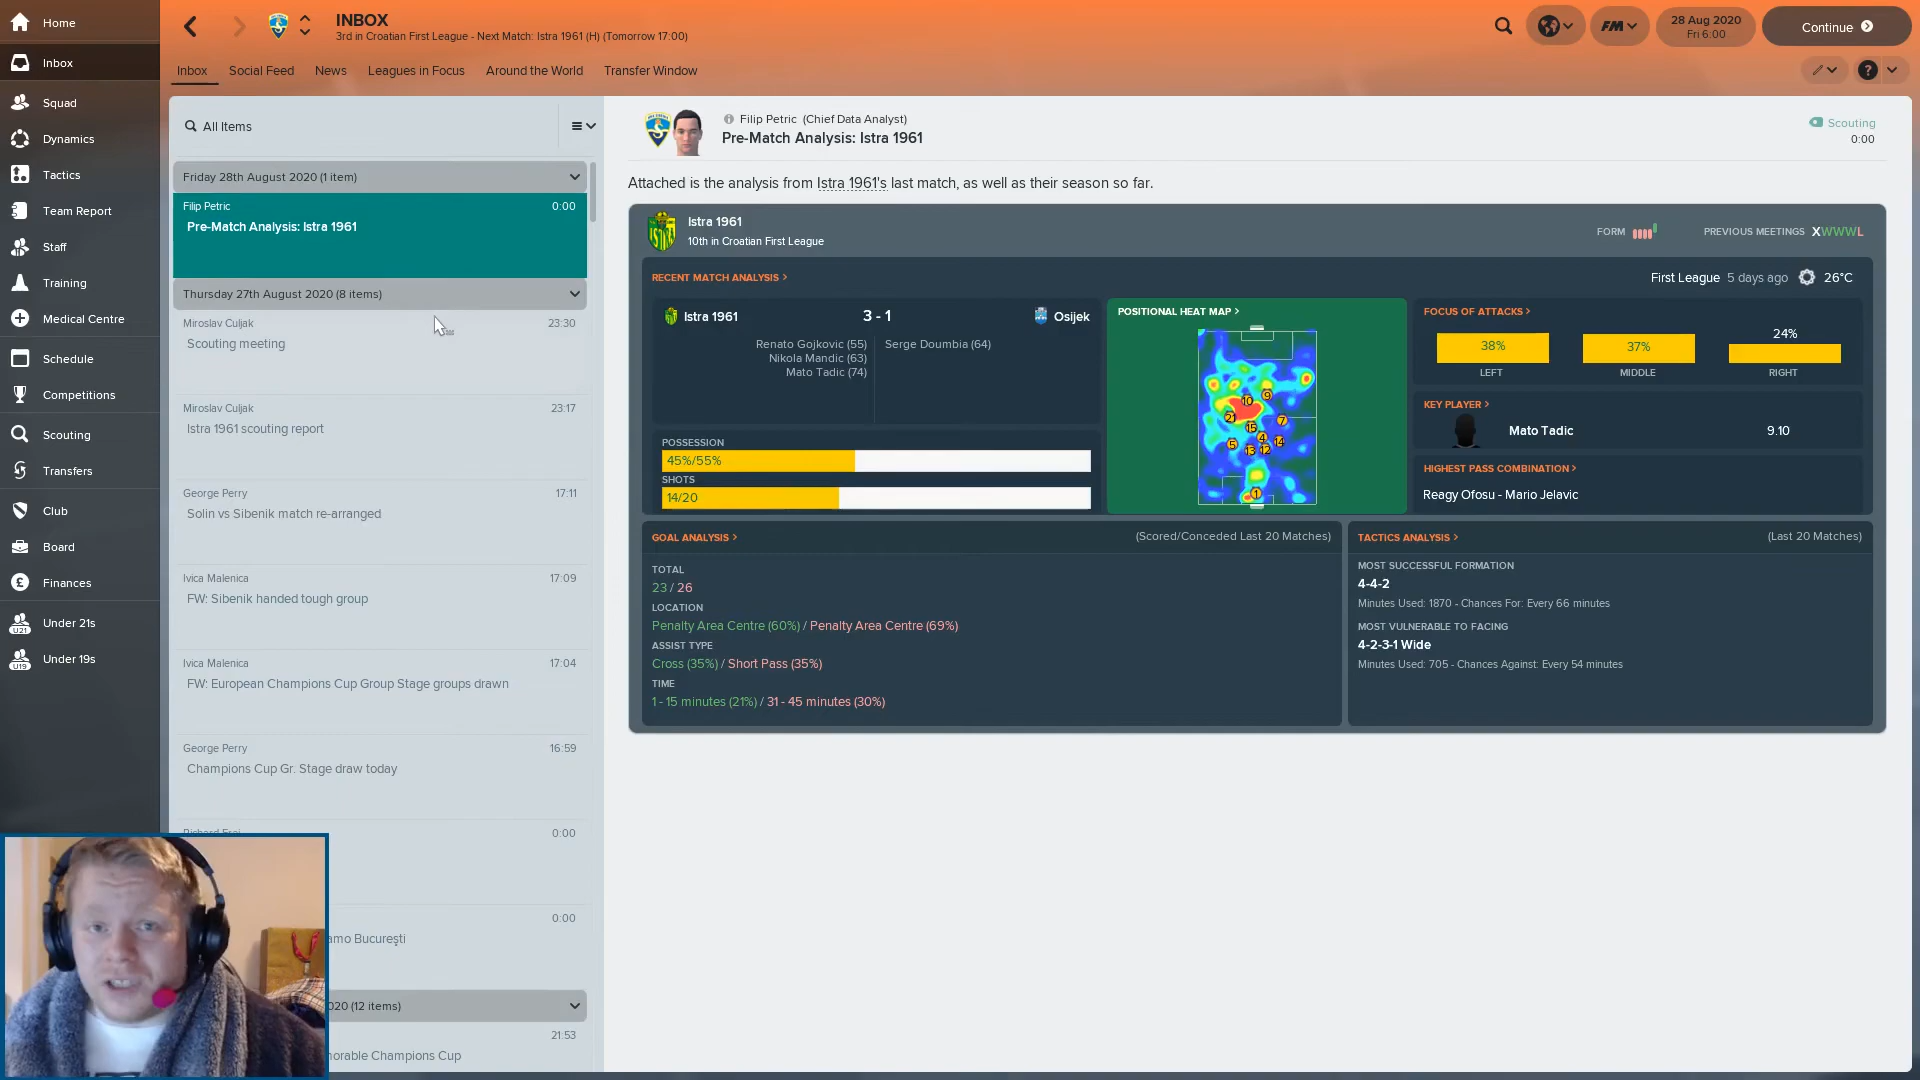 Home
Inbox
Squad
Dynamics
Tactics
Team Report
Staff
Training
Medical Centre
Schedule
Competitions
Scouting
Transfers
Club
Board
Finances
U21
Under 21s
U19
Under 19s
INBOX
3rd in Croatian First League - Next Match: Istra 1961 (H) (Tomorrow 17:00)
FM
28 Aug 2020
Fri 6:00
Continue
Inbox
Social Feed
News
Leagues in Focus
Around the World
Transfer Window
?
All Items
Friday 28th August 2020 (1 item)
Filip Petric
0:00
Pre-Match Analysis: Istra 1961
Thursday 27th August 2020 (8 items)
Miroslav Culjak
23:30
Scouting meeting
Miroslav Culjak
23:17
Istra 1961 scouting report
George Perry
17:11
Solin vs Sibenik match re-arranged
Ivica Malenica
17:09
FW: Sibenik handed tough group
Ivica Malenica
17:04
FW: European Champions Cup Group Stage groups drawn
George Perry
16:59
Champions Cup Gr. Stage draw today
0:00
0:00
amo Bucureşti
020 (12 items)
21:53
norable Champions Cup
Filip Petric (Chief Data Analyst)
Pre-Match Analysis: Istra 1961
Scouting
0:00
Attached is the analysis from Istra 1961's last match, as well as their season so far.
Istra 1961
10th in Croatian First League
FORM
PREVIOUS MEETINGS XWWWL
RECENT MATCH ANALYSIS >
First League 5 days ago 26°C
Istra 1961
3 - 1
Osijek
Renato Gojkovic (55)
Nikola Mandic (63)
Mato Tadic (74)
Serge Doumbia (64)
POSSESSION
45%/55%
SHOTS
14/20
POSITIONAL HEAT MAP >
10
9
21
7
15
5
4
14
13
12
1
FOCUS OF ATTACKS >
38%
37%
24%
LEFT
MIDDLE
RIGHT
KEY PLAYER >
Mato Tadic
9.10
HIGHEST PASS COMBINATION >
Reagy Ofosu - Mario Jelavic
GOAL ANALYSIS >
(Scored/Conceded Last 20 Matches)
TOTAL
23 / 26
LOCATION
Penalty Area Centre (60%) / Penalty Area Centre (69%)
ASSIST TYPE
Cross (35%) / Short Pass (35%)
TIME
1 - 15 minutes (21%) / 31 - 45 minutes (30%)
TACTICS ANALYSIS >
(Last 20 Matches)
MOST SUCCESSFUL FORMATION
4-4-2
Minutes Used: 1870 - Chances For: Every 66 minutes
MOST VULNERABLE TO FACING
4-2-3-1 Wide
Minutes Used: 705 - Chances Against: Every 54 minutes